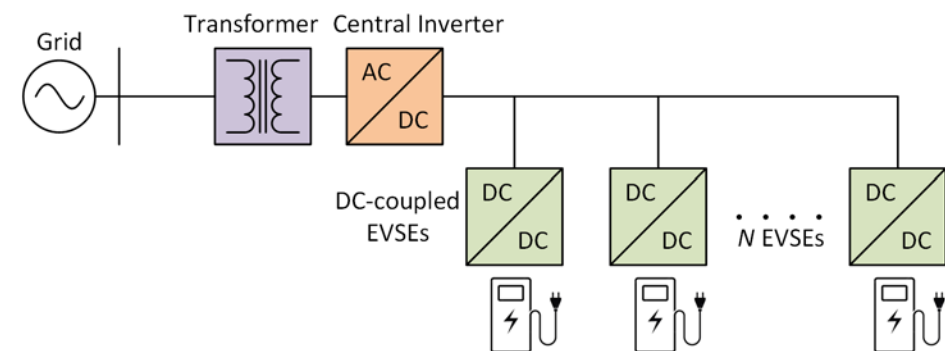 Transformer Central Inverter
Grid
AC
DC
DC-coupled
EVSEs
DC
DC
DC
DC
N EVSEs
DC
DC